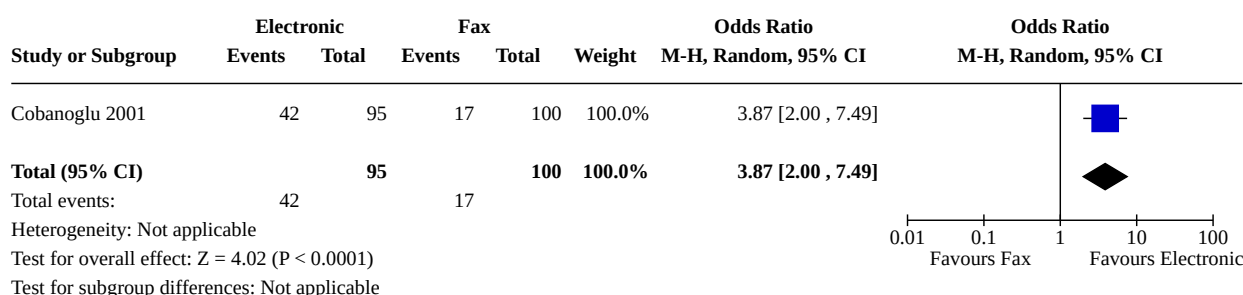 Electronic Fax Odds Ratio Odds Ratio
Study or Subgroup Events Total Events Total Weight M-H, Random, 95% CI M-H, Random, 95% CI
Cobanoglu 2001 42 95 17 100 100.0% 3.87 [2.00 , 7.49]
Total (95% CI) 95 100 100.0% 3.87 [2.00 , 7.49]
Total events: 42 17
Heterogeneity: Not applicable
Test for overall effect: Z = 4.02 (P < 0.0001)
Test for subgroup differences: Not applicable
0.01 0.1 1 10 100
Favours Fax Favours Electronic